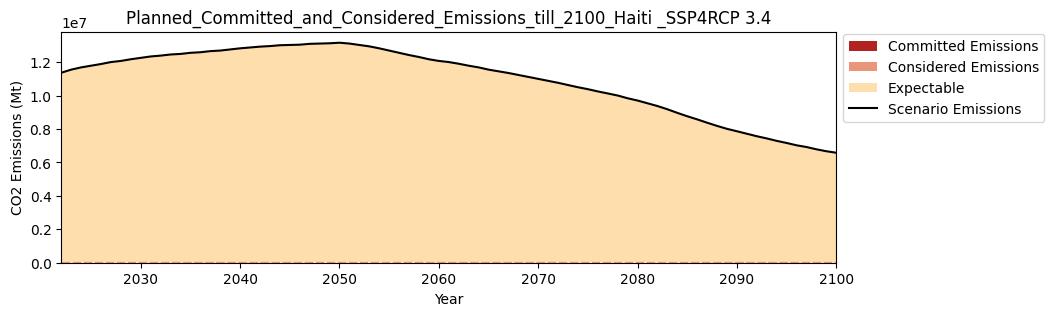 Planned_Committed_and_Considered_Emissions_till_2100_Haiti _SSP4RCP 3.4
1e7
1.2
1.0
0.8
0.6
0.4
0.2
0.0
CO2 Emissions (Mt)
2030 2040 2050 2060 2070 2080 2090 2100
Year
Committed Emissions
Considered Emissions
Expectable
Scenario Emissions